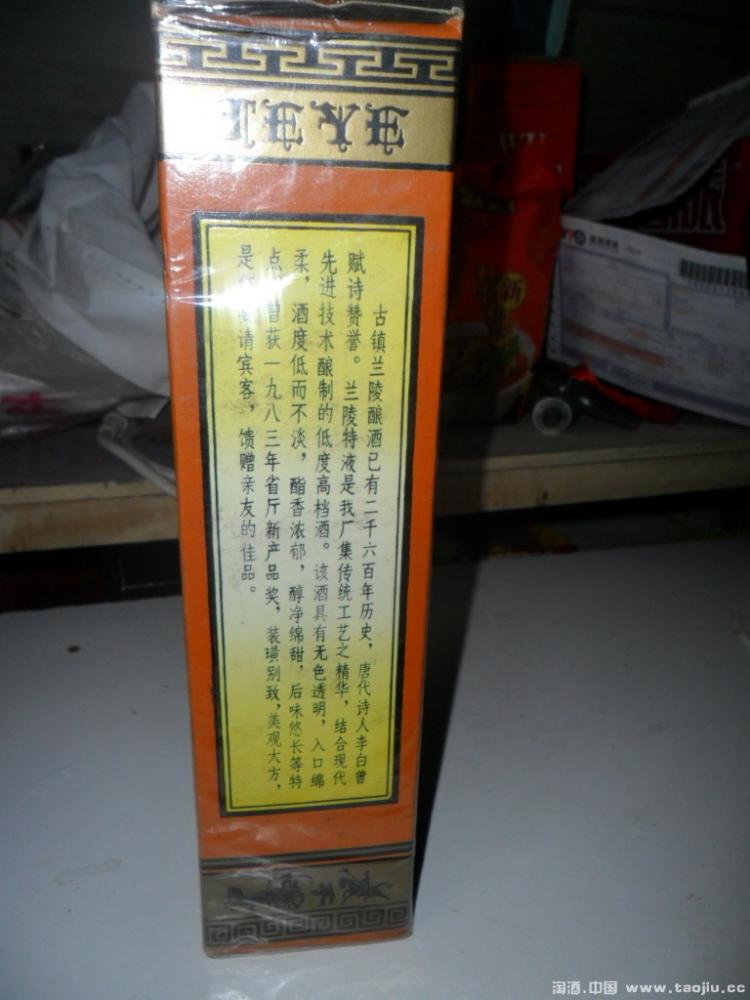 TEYE
古镇兰陵酿酒已有二千六百年历史，唐代诗人李白曾
赋诗赞誉。兰陵特液是我厂集传统工艺之精华，结合现代
先进技术酿制的低度高档酒。该酒具有无色透明，入口绵
柔，酒度低而不淡，酯香浓郁，醇净绵甜，后味悠长等特
点。曾获一九八三年省厅新产品奖，装璜别致，美观大方，
是 请宾客，馈赠亲友的佳品。
新
淘酒.中国 www.taojiu.cc